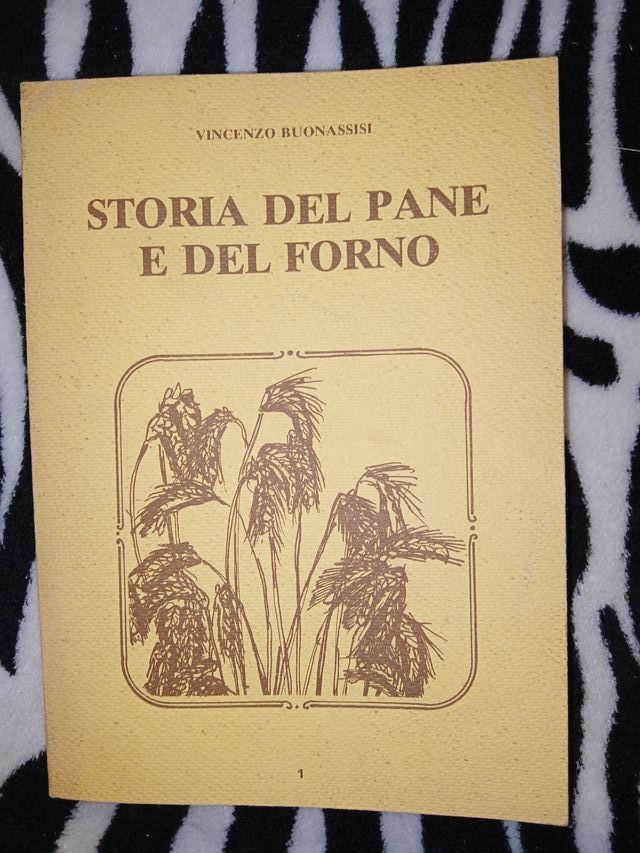 VINCENZO BUONASSISI
STORIA DEL PANE
E DEL FORNO
1